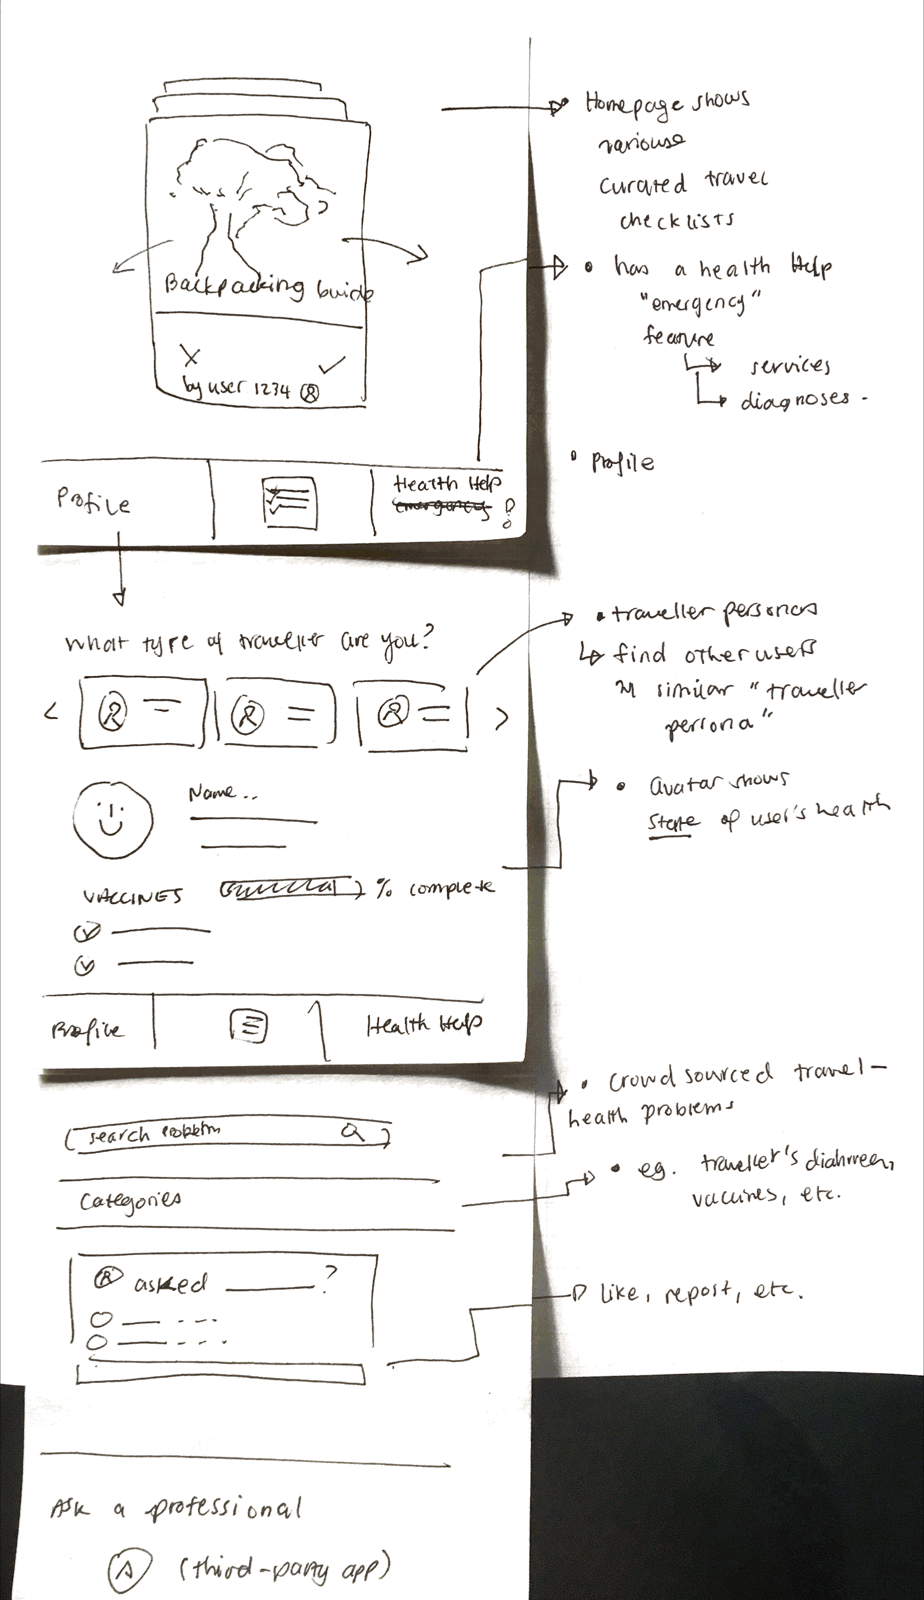 Homepage shows
variouse
curated travel
checklists
Backpacking Guide
X ✓
by user 1234
• has a health Help
"emergency"
feature
services
diagnoses -
• Profile
Profile
Health Help
emergency
What type of traveller are you?
< >
• traveller personas
find other users
similar "traveller
persona"
Name..
• Avatar shows
State of user's health
VACCINES % complete
Profile
Health Help
• crowd sourced travel-
health problems
search problem
• eg. traveller's diahrreea,
vaccines, etc.
Categories
asked ______?
like, report, etc.
Ask a professional
A (third-party app)